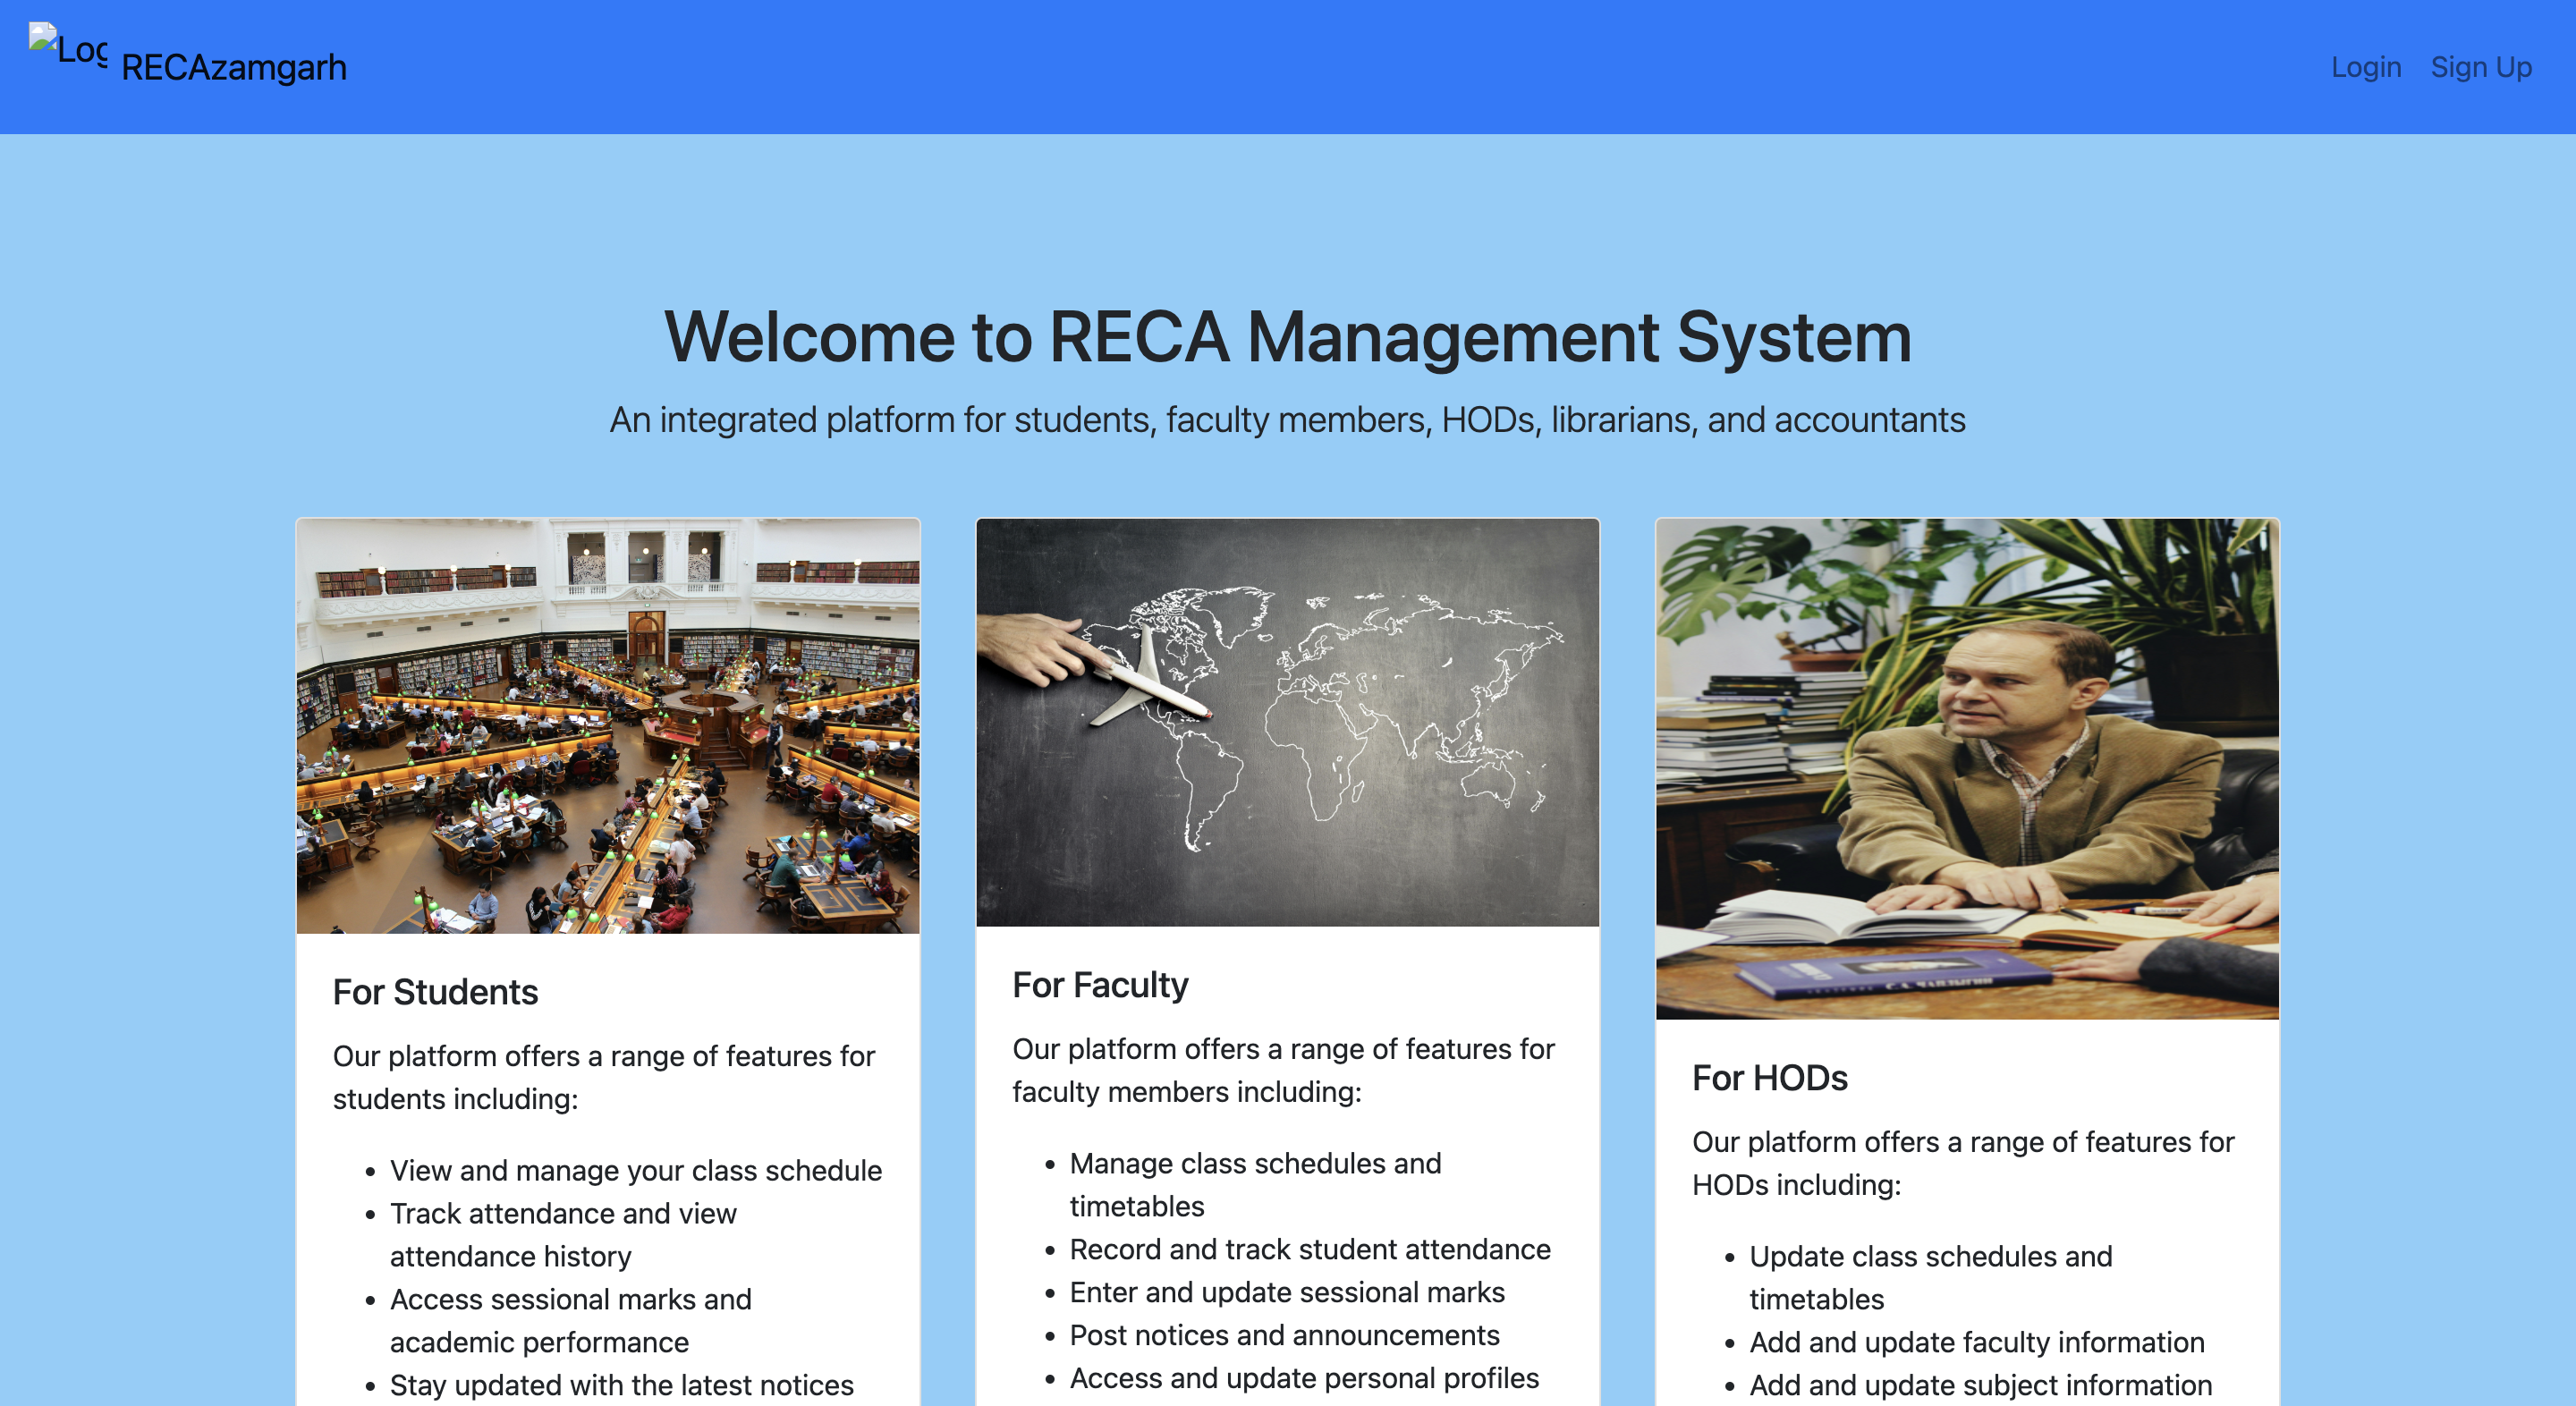 Log
RECAzamgarh
Login
Sign Up
Welcome to RECA Management System
An integrated platform for students, faculty members, HODs, librarians, and accountants
For Students
Our platform offers a range of features for
students including:
• View and manage your class schedule
• Track attendance and view
attendance history
• Access sessional marks and
academic performance
• Stay updated with the latest notices
For Faculty
Our platform offers a range of features for
faculty members including:
• Manage class schedules and
timetables
• Record and track student attendance
• Enter and update sessional marks
• Post notices and announcements
• Access and update personal profiles
For HODs
Our platform offers a range of features for
HODs including:
• Update class schedules and
timetables
• Add and update faculty information
• Add and update subject information